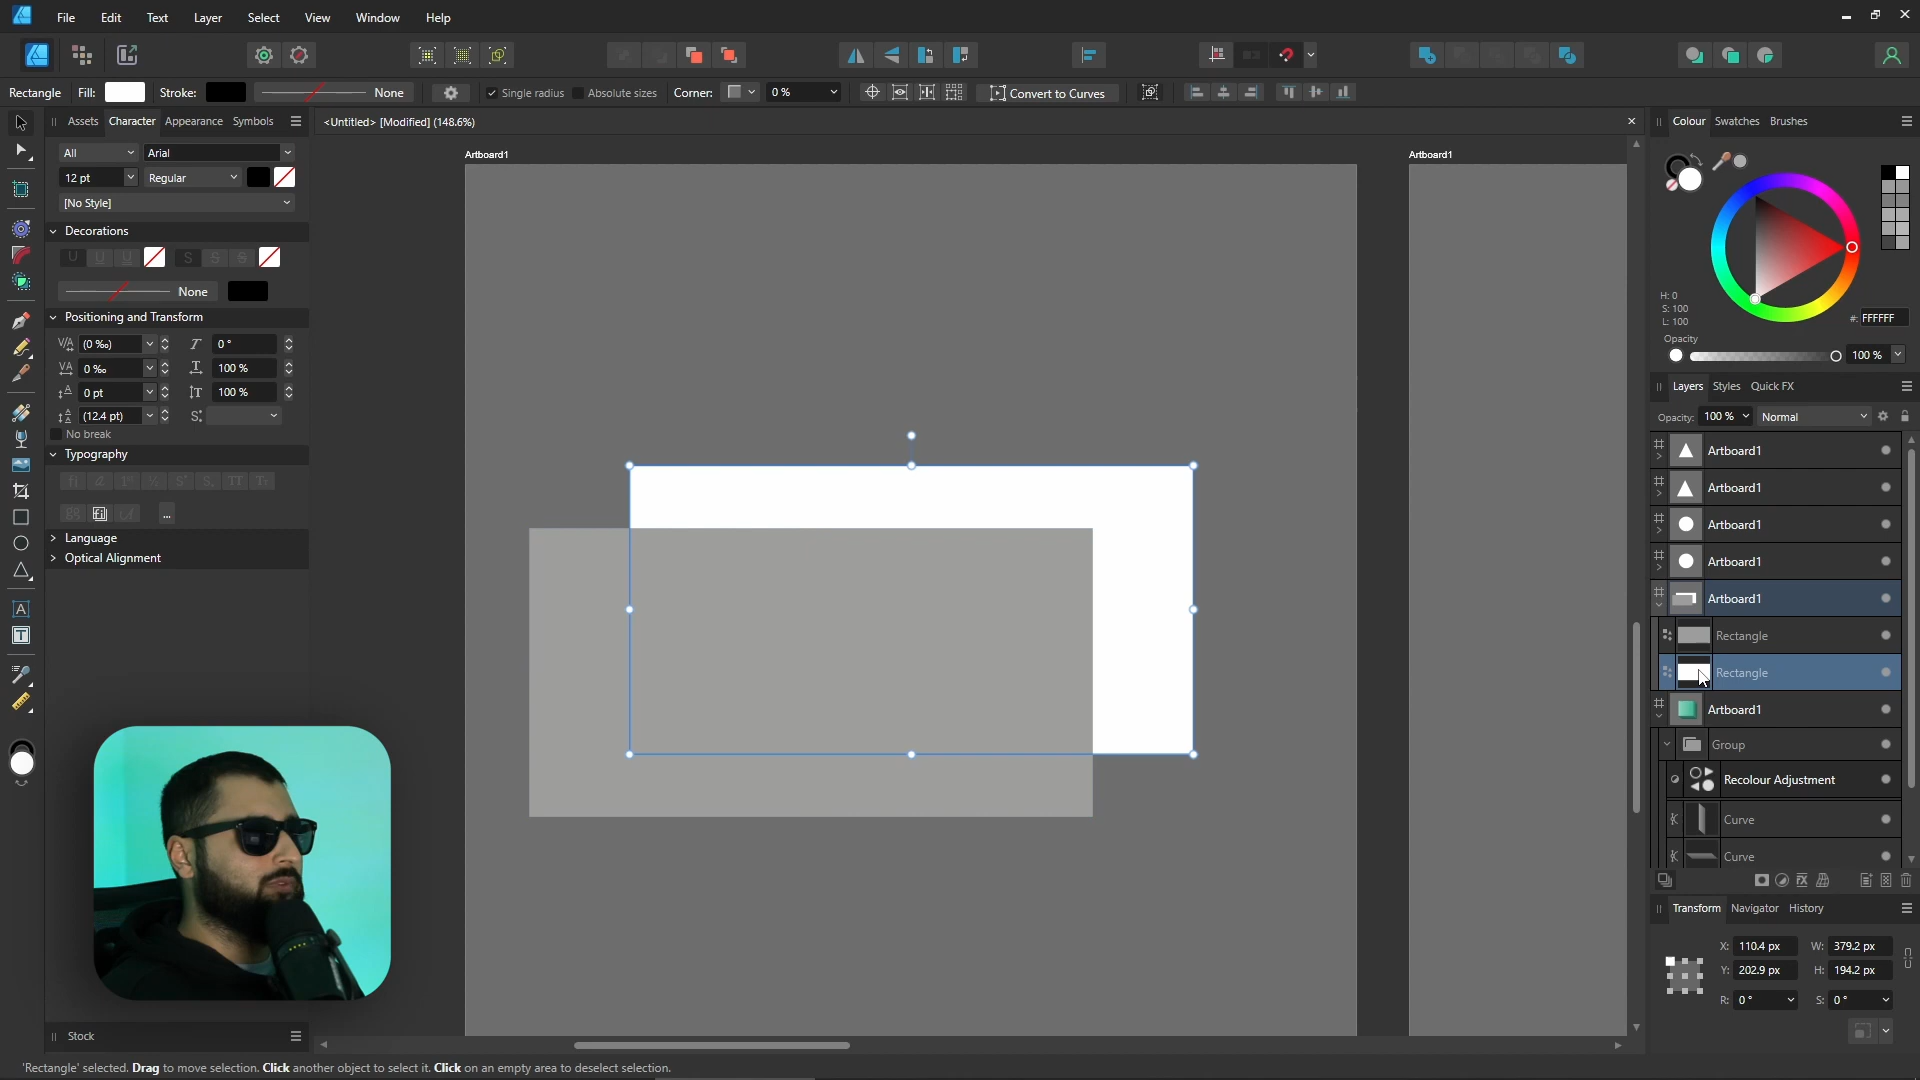 File Edit Text Layer Select View Window Help
Rectangle Fill: Stroke: None Single radius Absolute sizes Corner: 0 % Convert to Curves
Assets Character Appearance Symbols
<Untitled> [Modified] (148.6%)
Colour Swatches Brushes
All Arial
12 pt Regular
[No Style]
Decorations
None
Positioning and Transform
(0 ‰) 0 °
0 ‰ 100 %
0 pt 100 %
(12.4 pt)
No break
Typography
...
Language
Optical Alignment
Stock
Artboard1
Artboard1
H: 0
S: 100
L: 100
#: FFFFFF
Opacity
100 %
Layers Styles Quick FX
Opacity: 100 % Normal
Artboard1
Artboard1
Artboard1
Artboard1
Artboard1
Rectangle
Rectangle
Artboard1
Group
Recolour Adjustment
Curve
Curve
Transform Navigator History
X: 110.4 px W: 379.2 px
Y: 202.9 px H: 194.2 px
R: 0 ° S: 0 °
'Rectangle' selected. Drag to move selection. Click another object to select it. Click on an empty area to deselect selection.